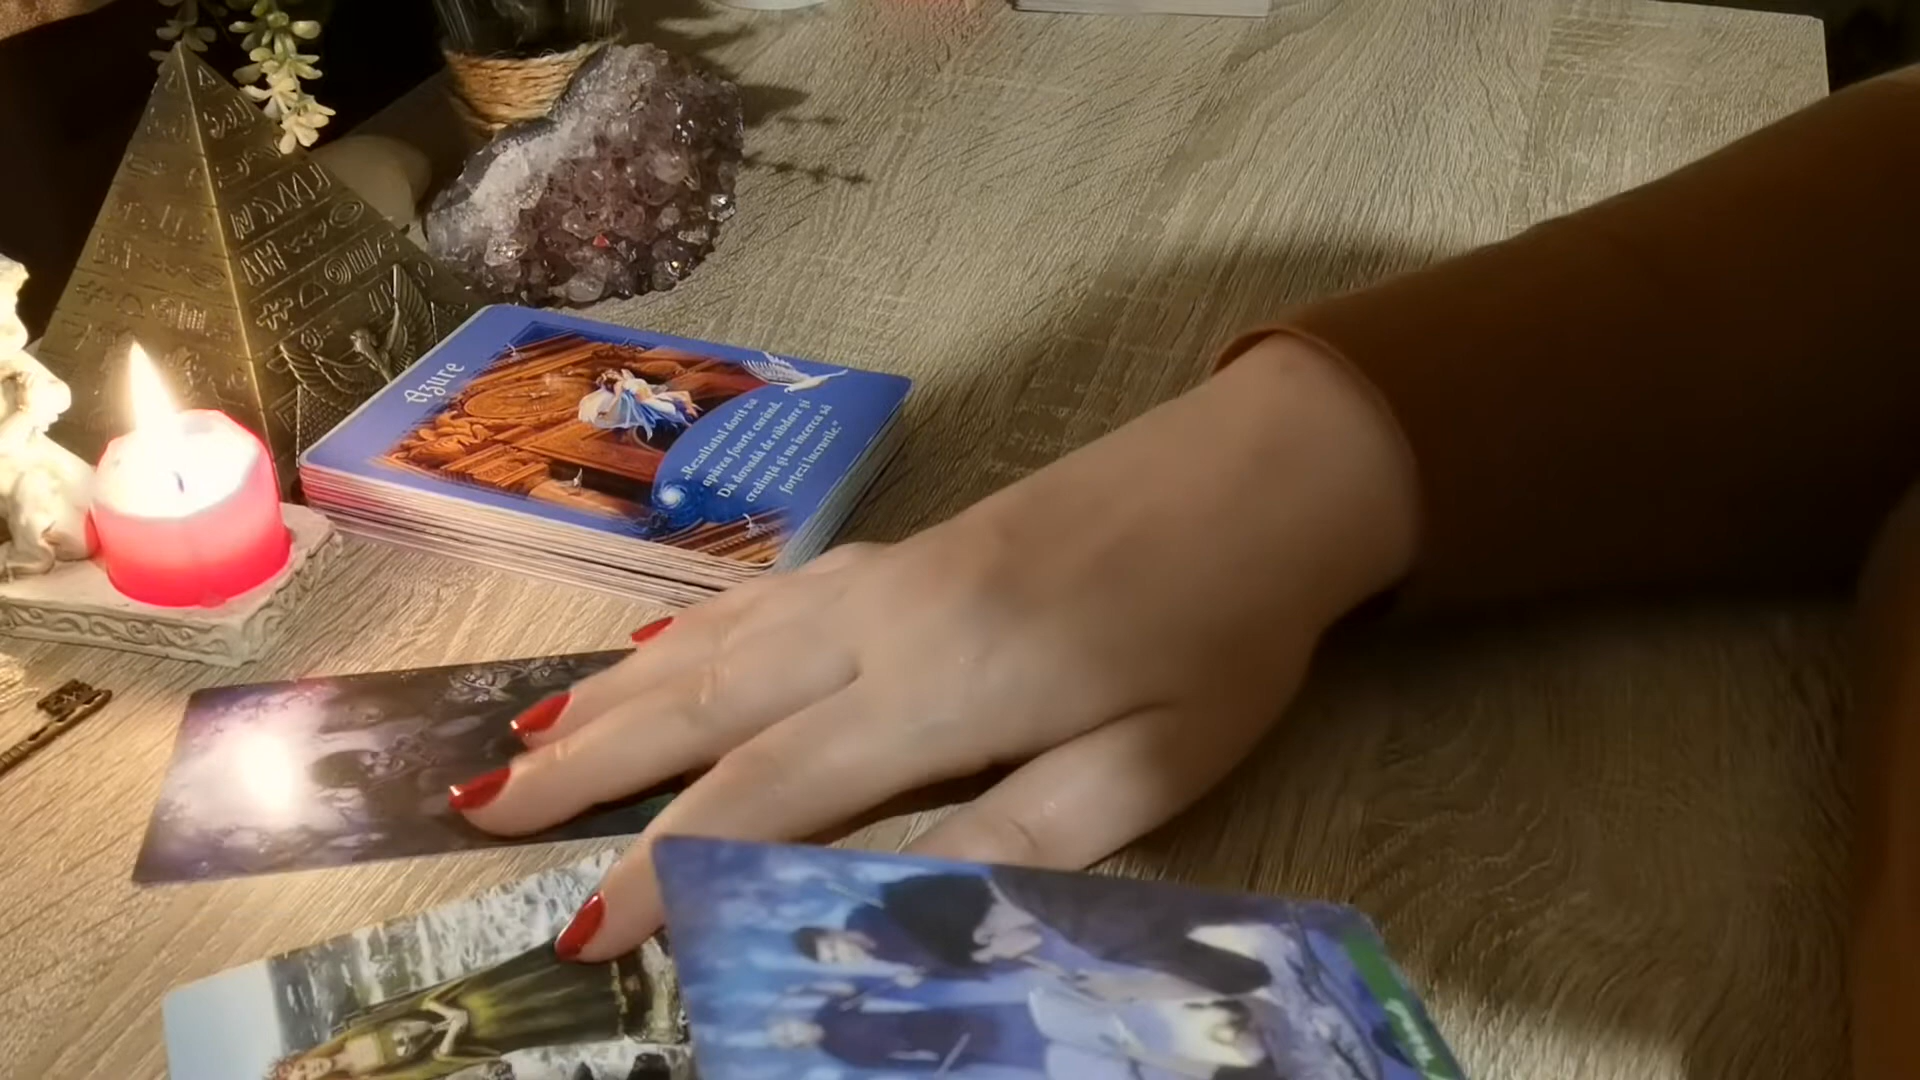 Azure
„Rezultatul dorit va
apărea foarte curând.
Dă dovadă de răbdare și
credință și nu încerca să
forțezi lucrurile.”